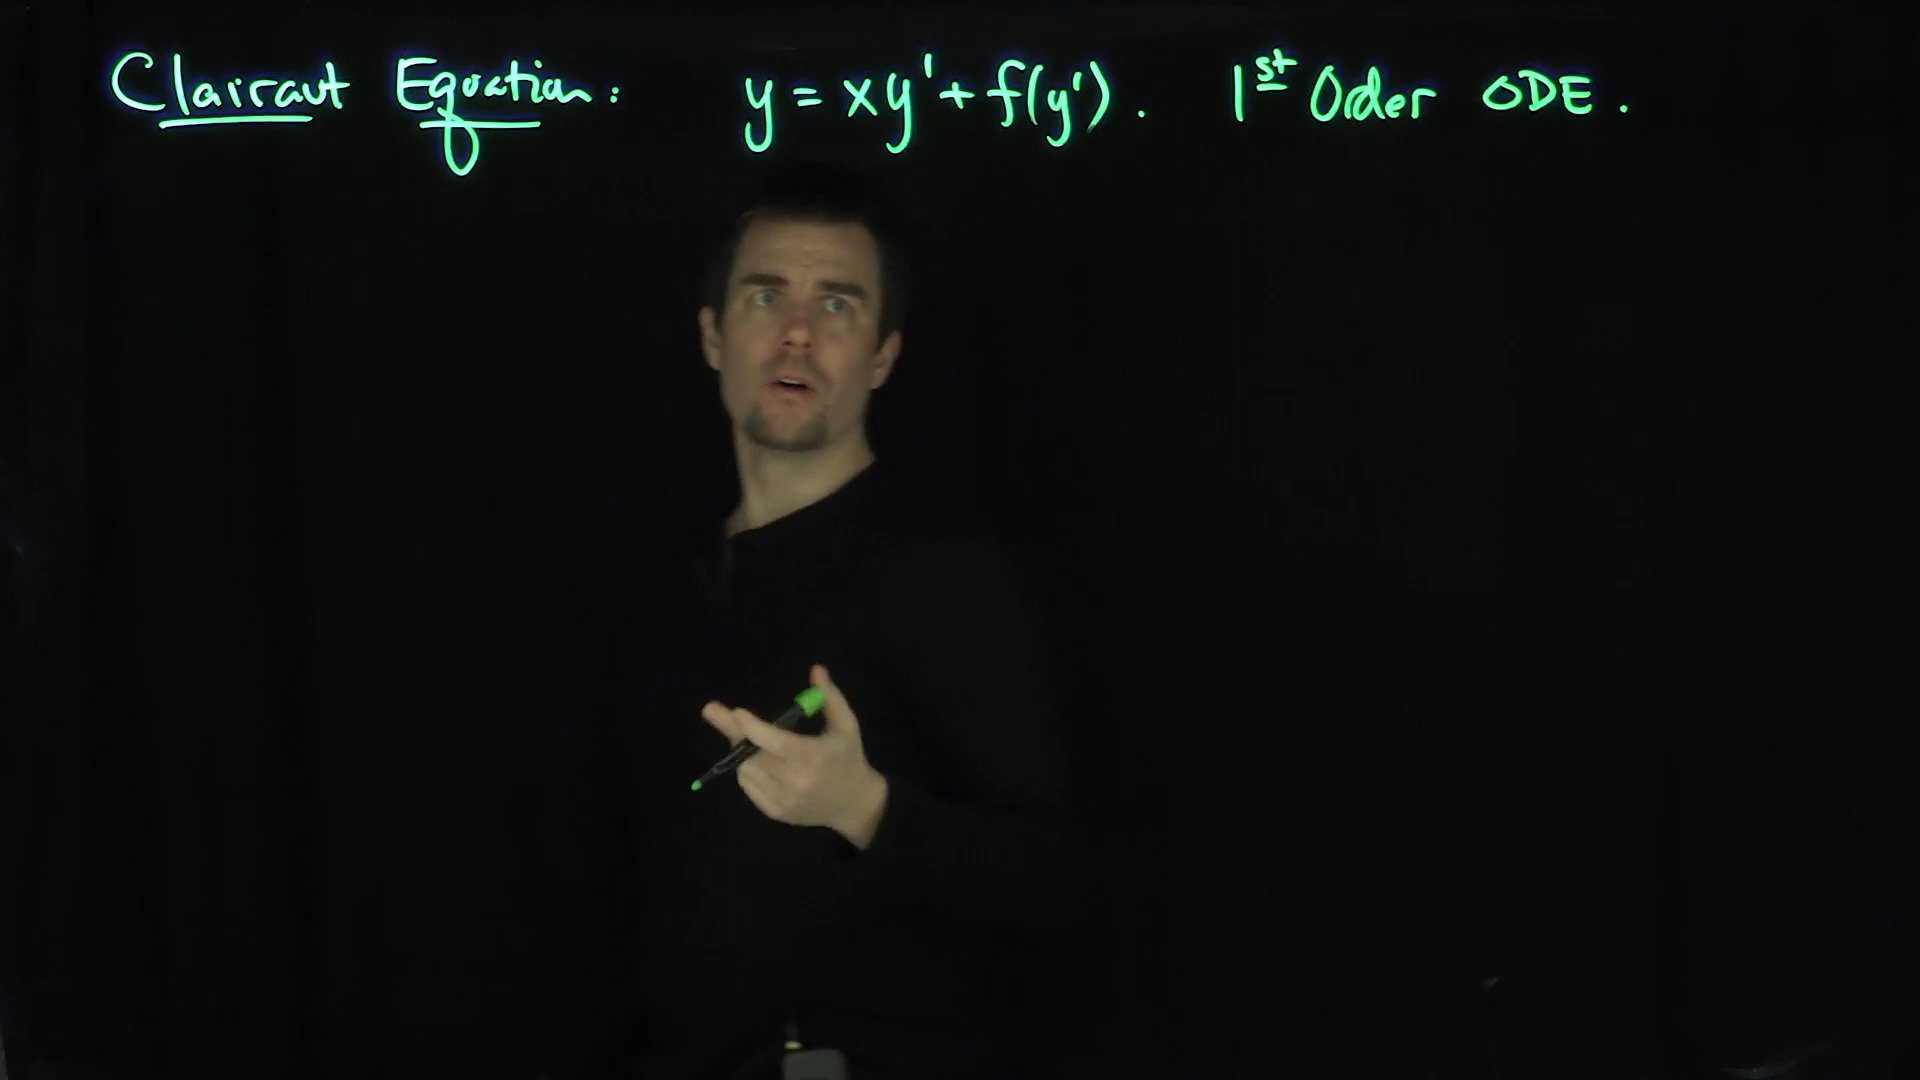 Clairaut Equation: y = xy' + f(y'). 1st Order ODE.